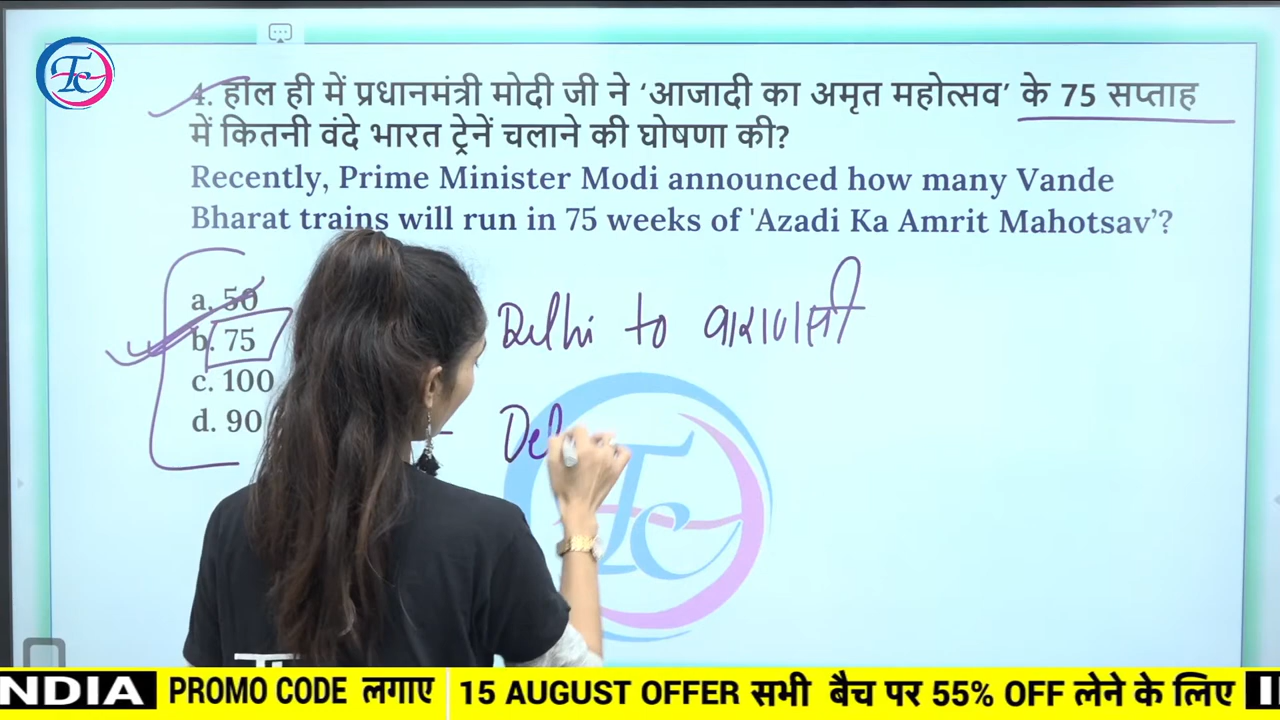 Tc
4. हाल ही में प्रधानमंत्री मोदी जी ने ‘आजादी का अमृत महोत्सव’ के 75 सप्ताह
में कितनी वंदे भारत ट्रेनें चलाने की घोषणा की?
Recently, Prime Minister Modi announced how many Vande
Bharat trains will run in 75 weeks of 'Azadi Ka Amrit Mahotsav’?
a. 50
b. 75
c. 100
d. 90
Delhi to वाराणसी
Del
Tc
NDIA PROMO CODE लगाए 15 AUGUST OFFER सभी बैच पर 55% OFF लेने के लिए